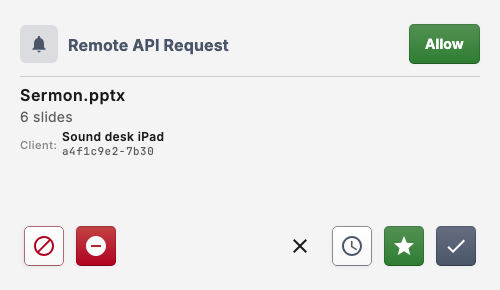 Remote API Request
Allow
Sermon.pptx
6 slides
Client: Sound desk iPad
a4f1c9e2-7b30